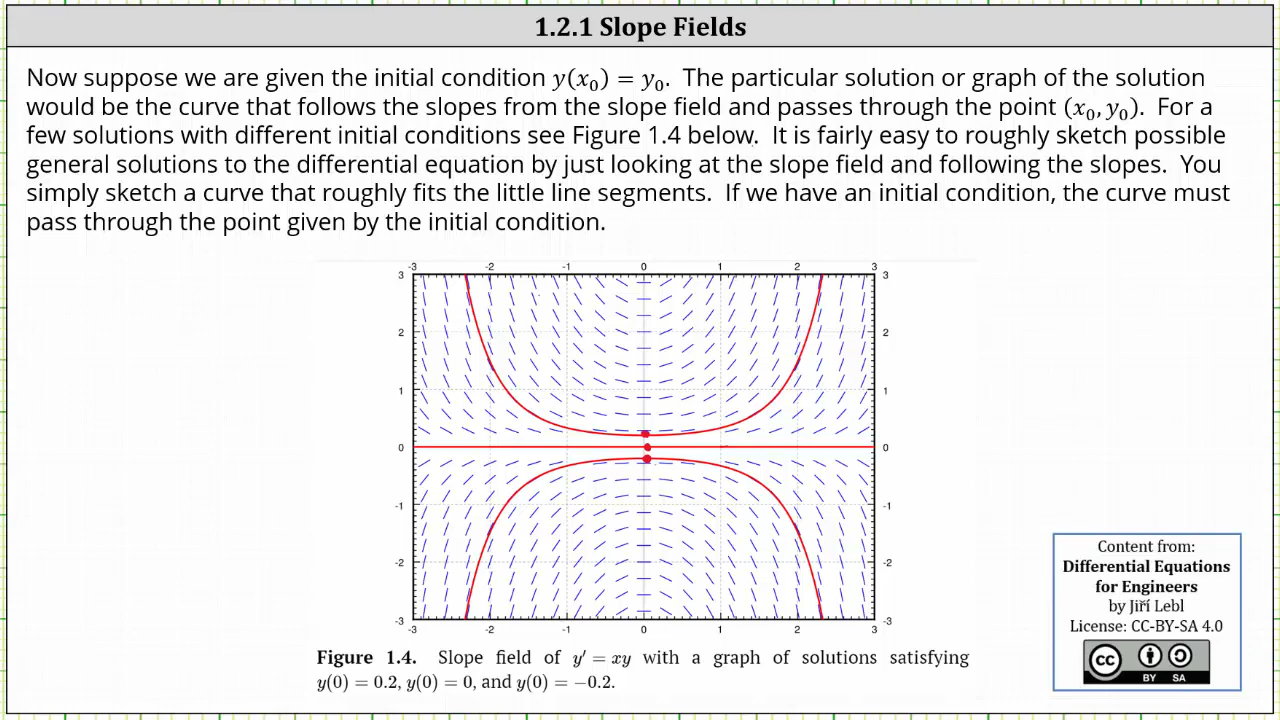 1.2.1 Slope Fields
Now suppose we are given the initial condition y(x₀) = y₀. The particular solution or graph of the solution
would be the curve that follows the slopes from the slope field and passes through the point (x₀, y₀). For a
few solutions with different initial conditions see Figure 1.4 below. It is fairly easy to roughly sketch possible
general solutions to the differential equation by just looking at the slope field and following the slopes. You
simply sketch a curve that roughly fits the little line segments. If we have an initial condition, the curve must
pass through the point given by the initial condition.
-3 -2 -1 0 1 2 3
3 3
2 2
1 1
0 0
-1 -1
-2 -2
-3 -3
-3 -2 -1 0 1 2 3
Figure 1.4. Slope field of y′ = xy with a graph of solutions satisfying
y(0) = 0.2, y(0) = 0, and y(0) = −0.2.
Content from:
Differential Equations
for Engineers
by Jiří Lebl
License: CC-BY-SA 4.0
cc
BY SA